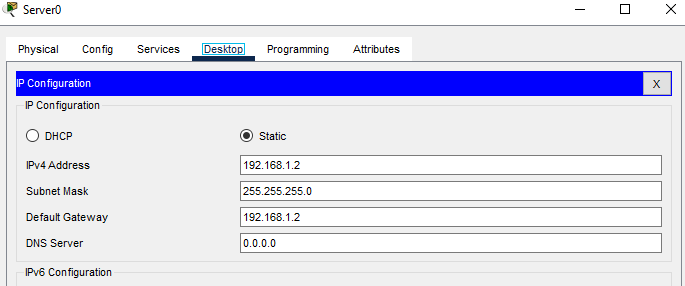 Server0
Physical Config Services Desktop Programming Attributes
IP Configuration X
IP Configuration
DHCP Static
IPv4 Address 192.168.1.2
Subnet Mask 255.255.255.0
Default Gateway 192.168.1.2
DNS Server 0.0.0.0
IPv6 Configuration